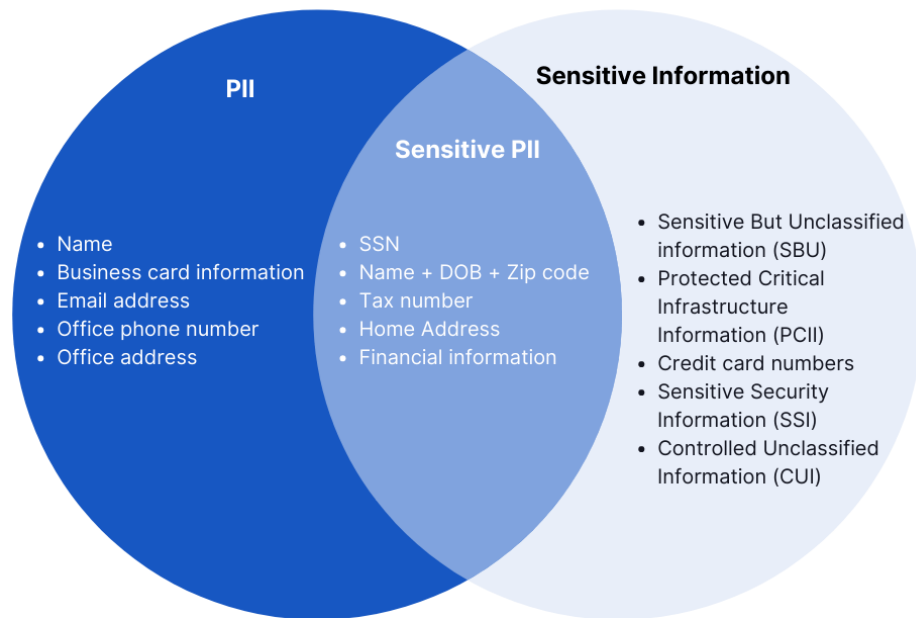 PII
Sensitive Information
Sensitive PII
• Name
• Business card information
• Email address
• Office phone number
• Office address
• SSN
• Name + DOB + Zip code
• Tax number
• Home Address
• Financial information
• Sensitive But Unclassified
information (SBU)
• Protected Critical
Infrastructure
Information (PCII)
• Credit card numbers
• Sensitive Security
Information (SSI)
• Controlled Unclassified
Information (CUI)